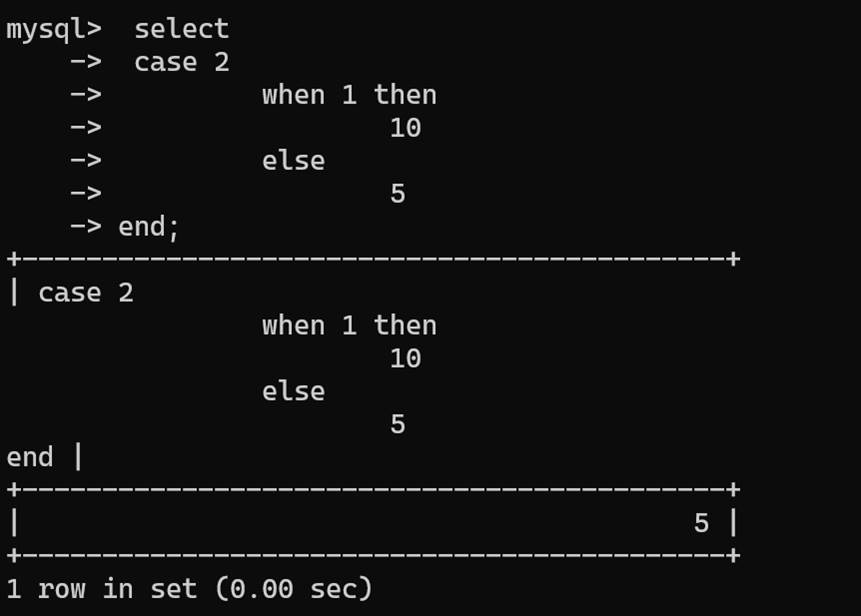 mysql>  select
    ->  case 2
    ->          when 1 then
    ->                  10
    ->          else
    ->                  5
    -> end;
+--------------------------------------------+
| case 2
                when 1 then
                        10
                else
                        5
end |
+--------------------------------------------+
|                                          5 |
+--------------------------------------------+
1 row in set (0.00 sec)